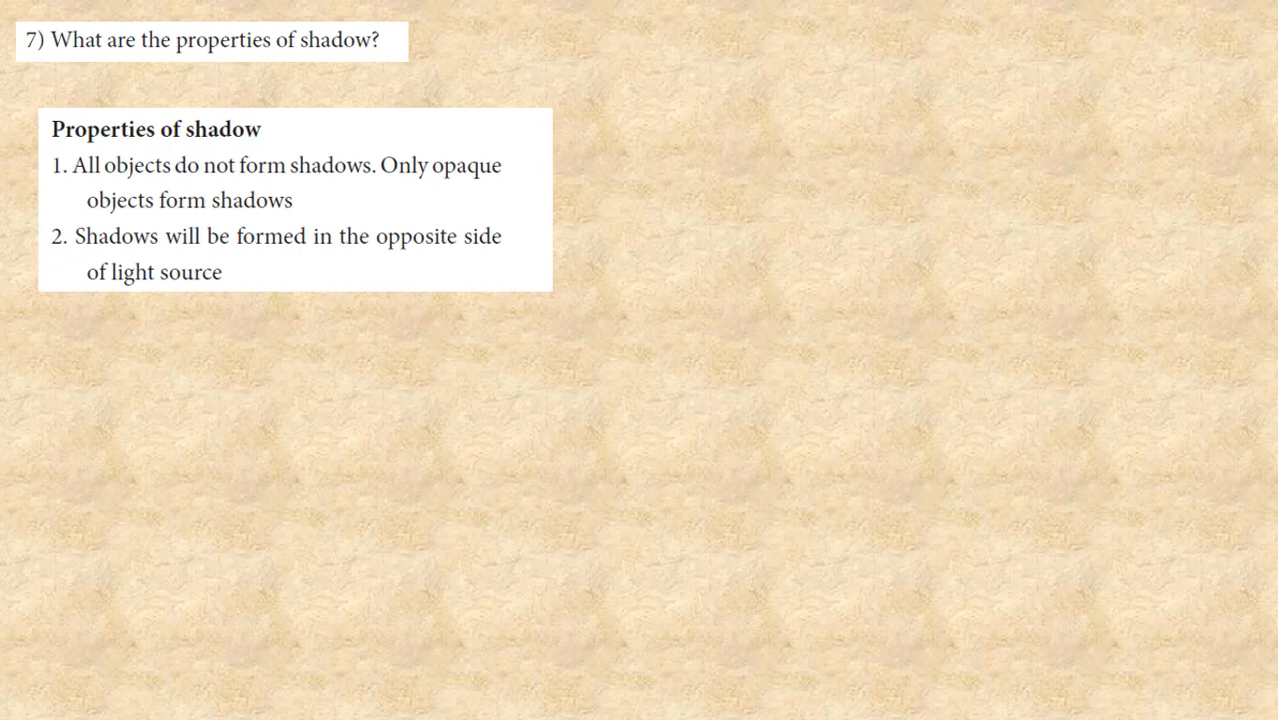 7) What are the properties of shadow?
Properties of shadow
1. All objects do not form shadows. Only opaque
objects form shadows
2. Shadows will be formed in the opposite side
of light source